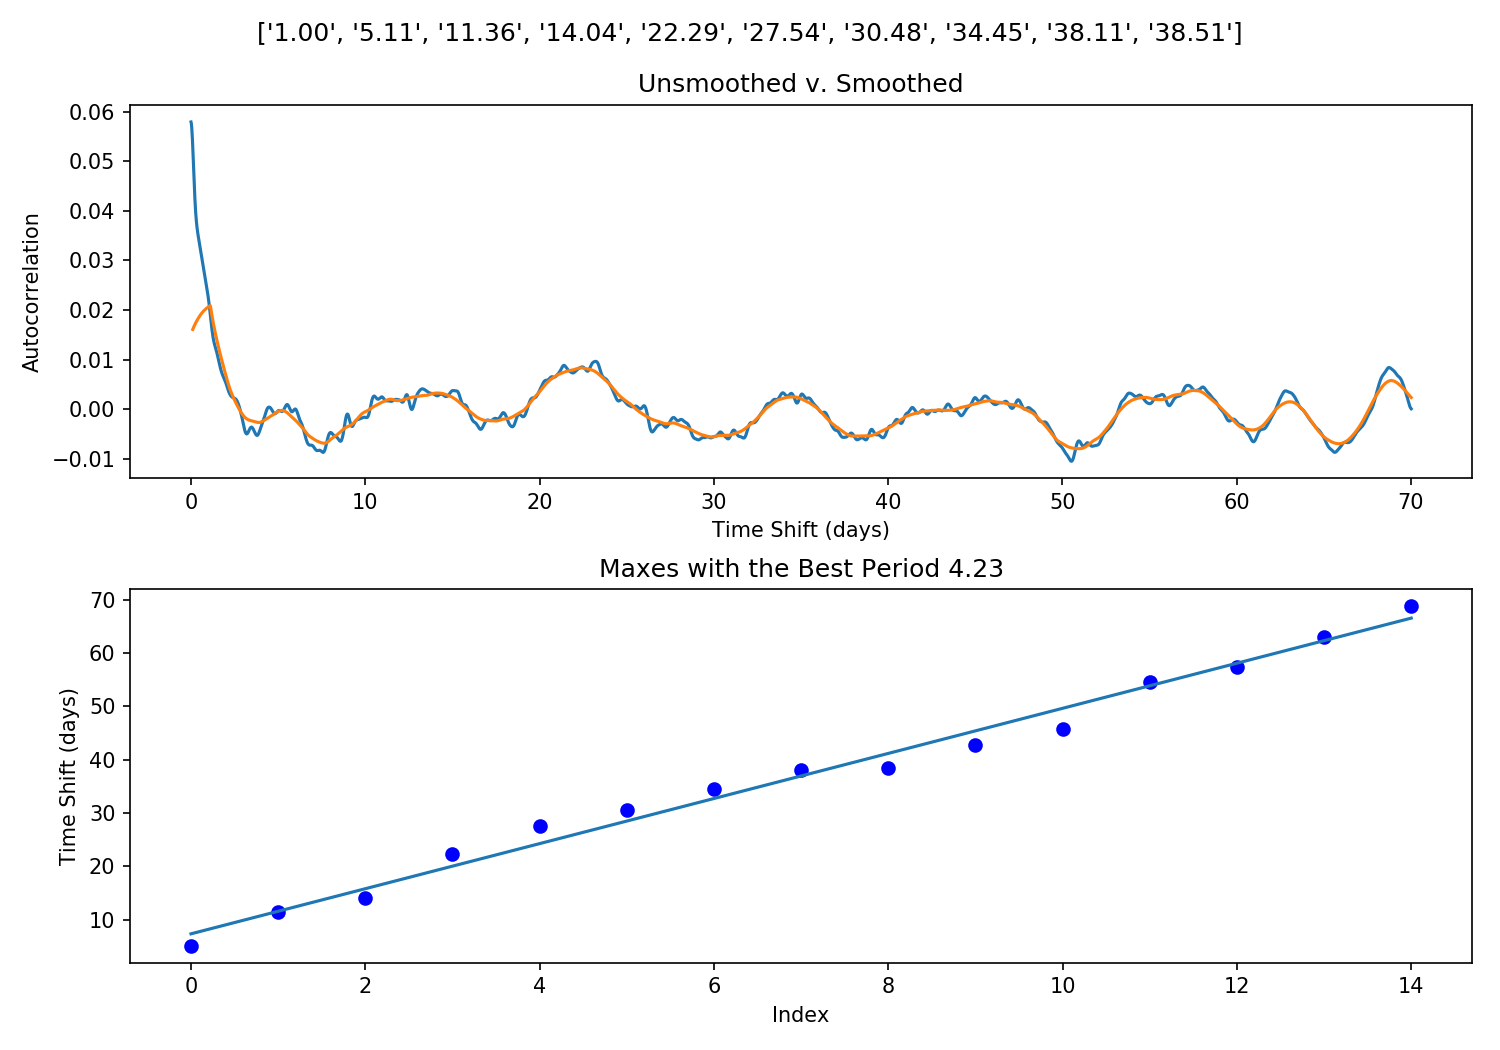 ['1.00', '5.11', '11.36', '14.04', '22.29', '27.54', '30.48', '34.45', '38.11', '38.51']
Unsmoothed v. Smoothed
Autocorrelation
0.06
0.05
0.04
0.03
0.02
0.01
0.00
−0.01
0 10 20 30 40 50 60 70
Time Shift (days)
Maxes with the Best Period 4.23
Time Shift (days)
70
60
50
40
30
20
10
0 2 4 6 8 10 12 14
Index